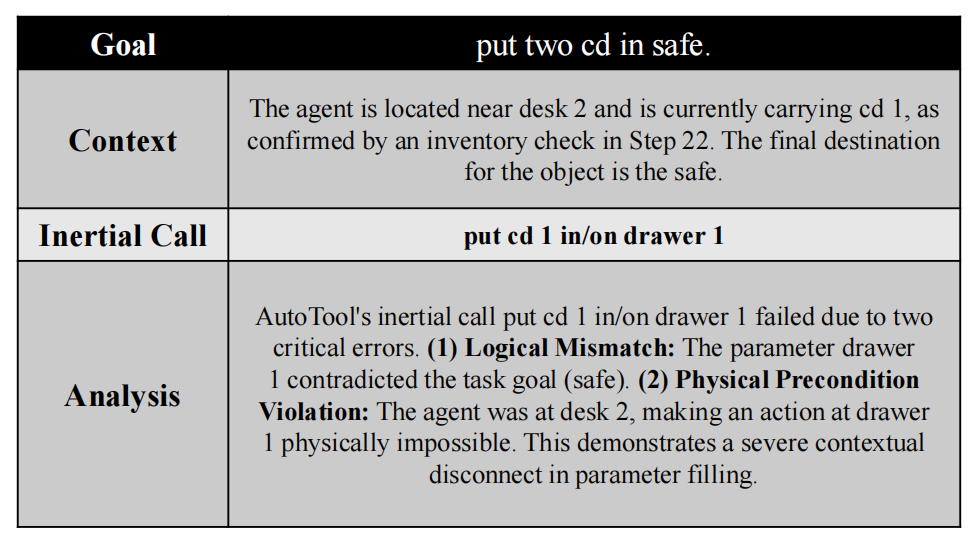 Goal
put two cd in safe.
Context
The agent is located near desk 2 and is currently carrying cd 1, as
confirmed by an inventory check in Step 22. The final destination
for the object is the safe.
Inertial Call
put cd 1 in/on drawer 1
Analysis
AutoTool's inertial call put cd 1 in/on drawer 1 failed due to two
critical errors. (1) Logical Mismatch: The parameter drawer
1 contradicted the task goal (safe). (2) Physical Precondition
Violation: The agent was at desk 2, making an action at drawer
1 physically impossible. This demonstrates a severe contextual
disconnect in parameter filling.